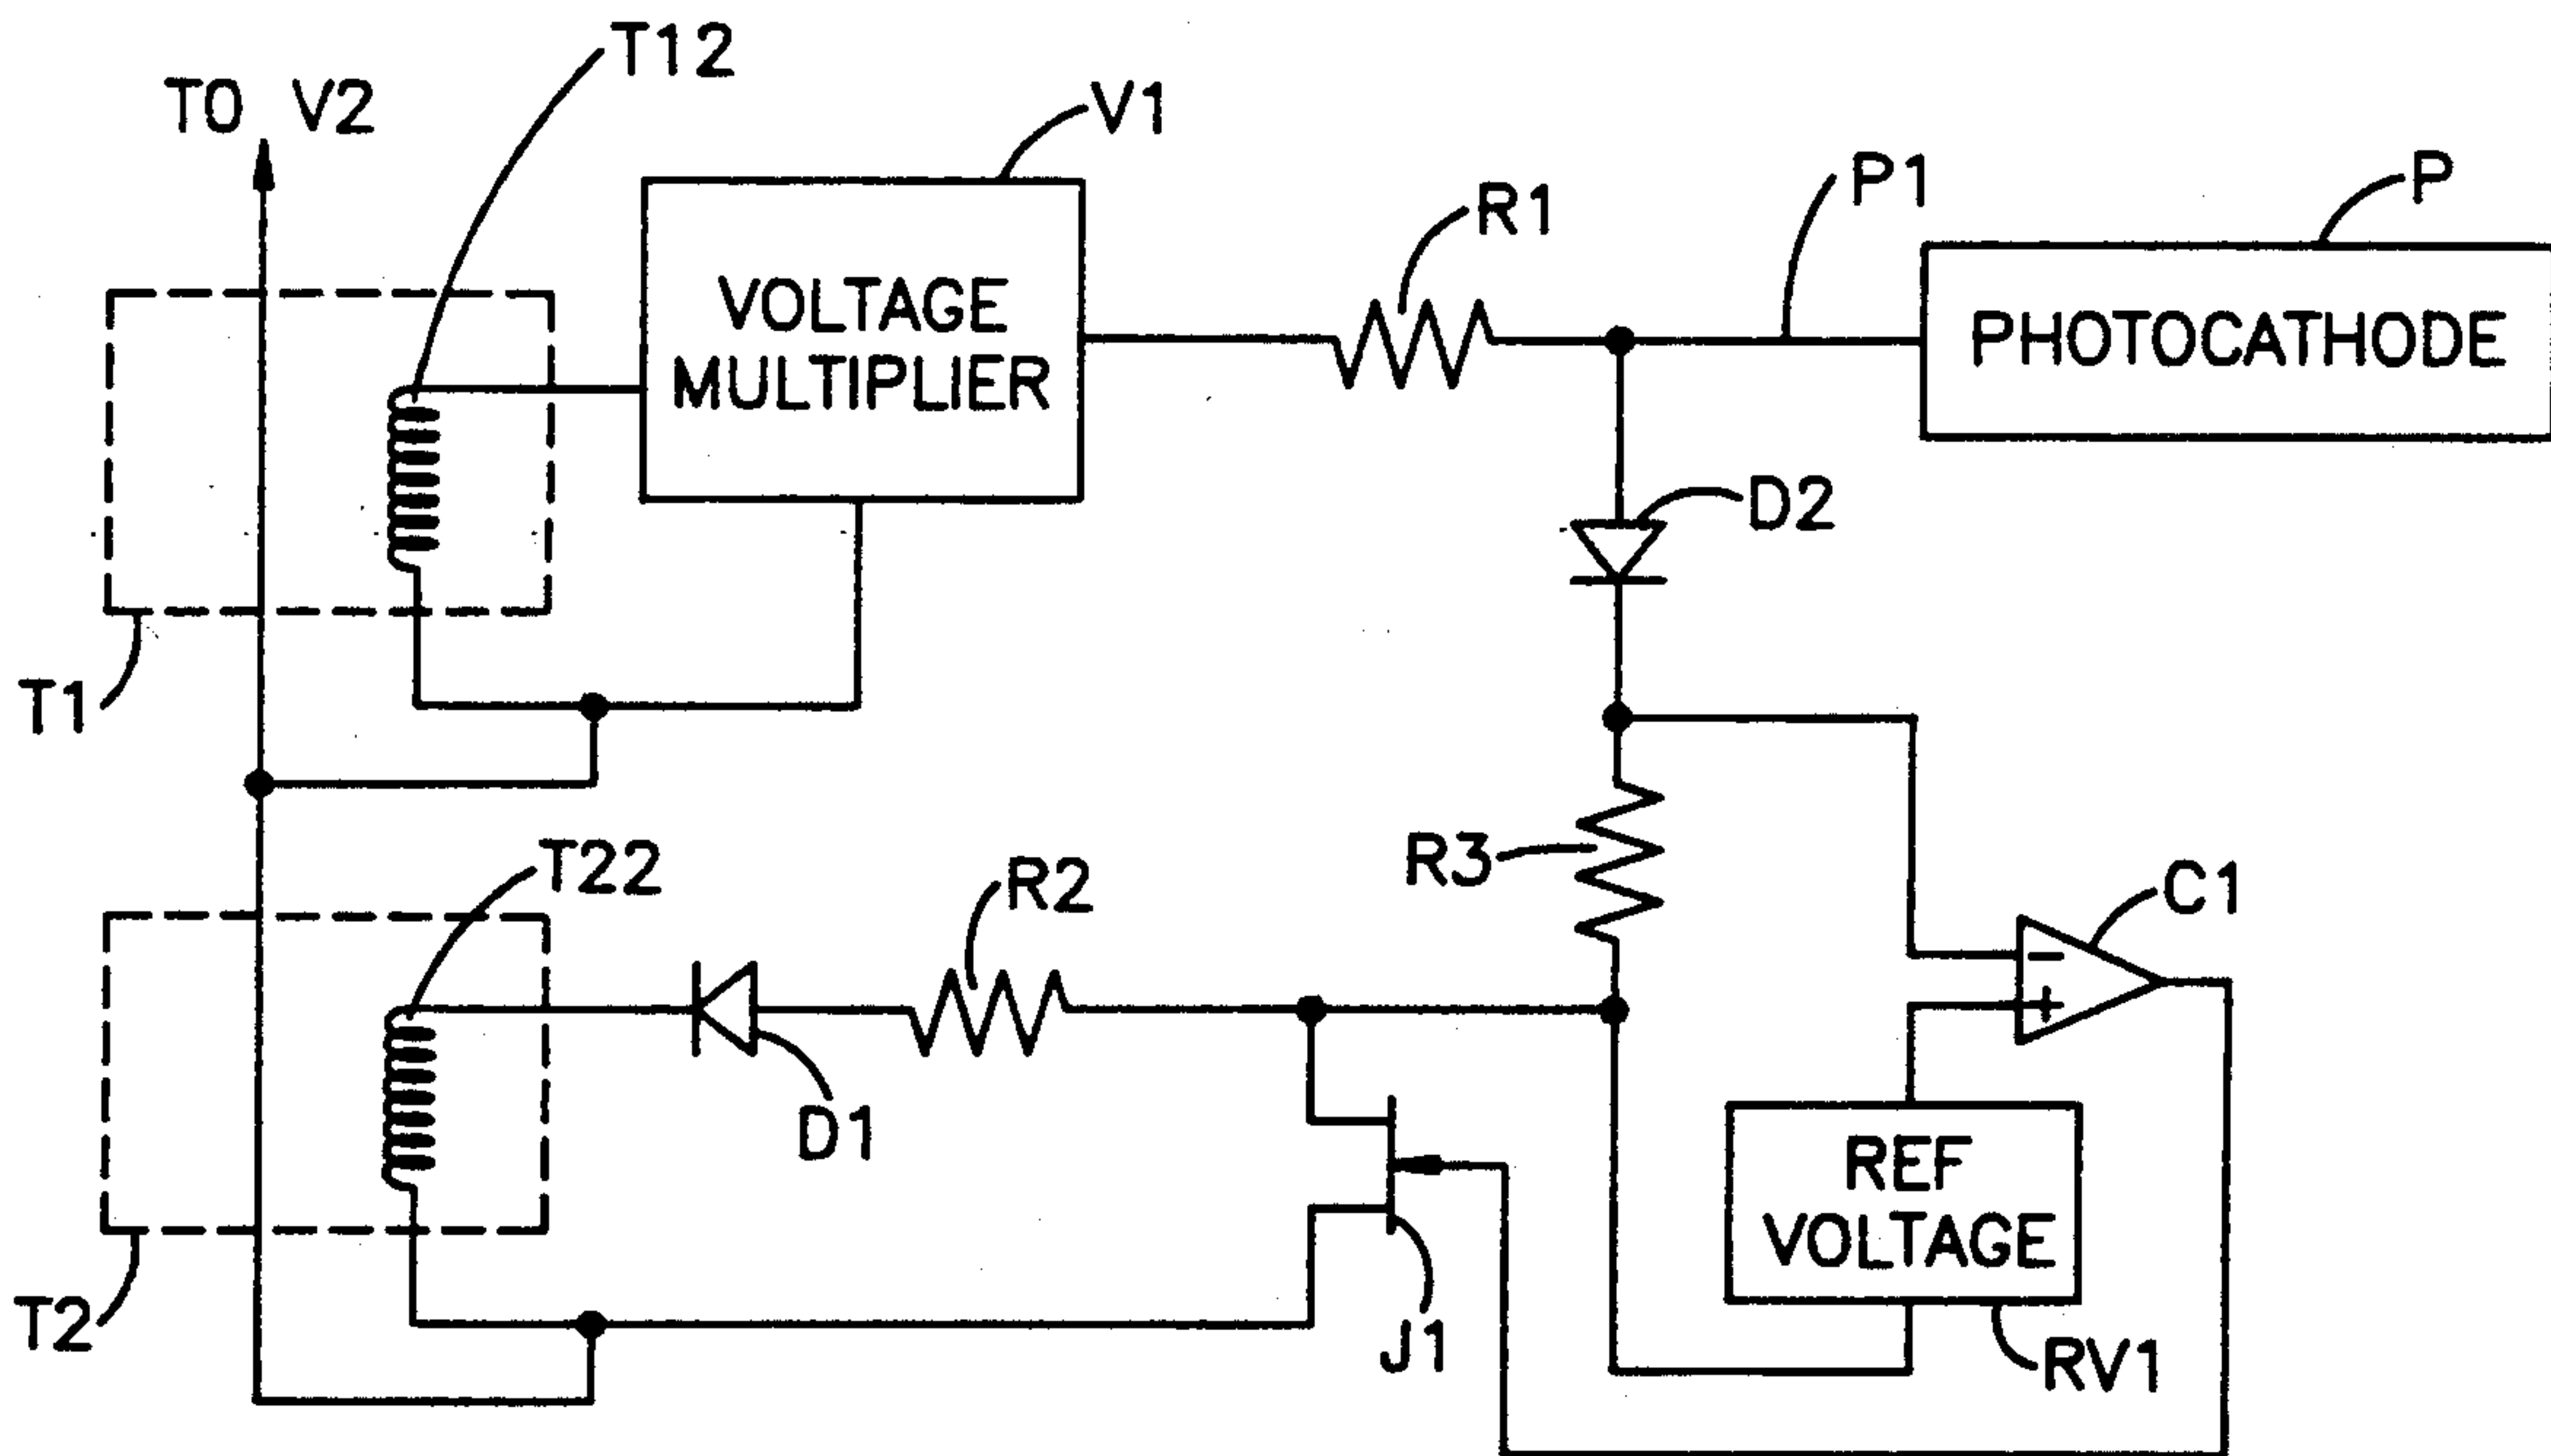 T12
TO V2
V1
P1
P
R1
VOLTAGE
MULTIPLIER
PHOTOCATHODE
D2
T1
T22
R2
R3
C1
−
+
D1
REF
VOLTAGE
T2
J1
RV1